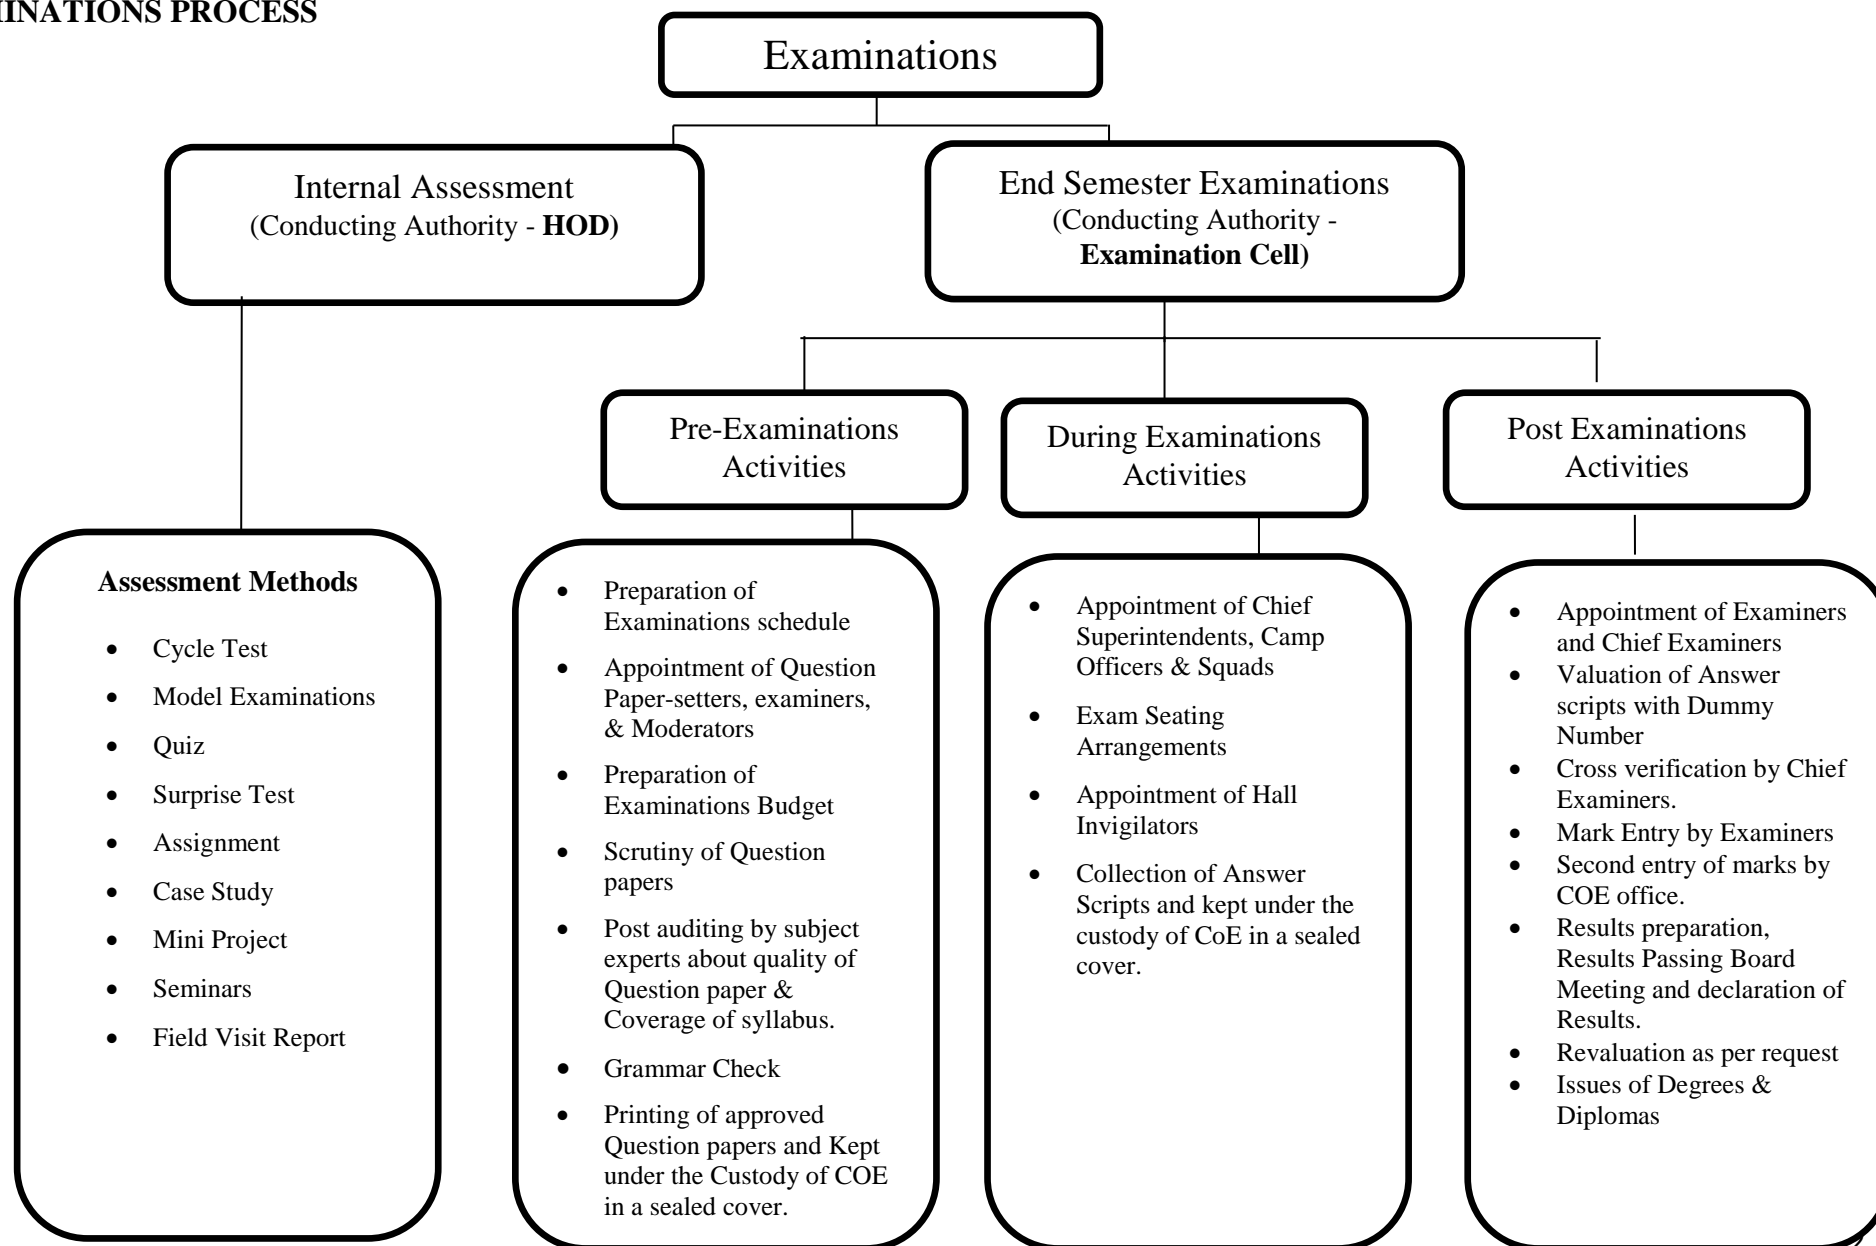 MINATIONS PROCESS
Examinations
Internal Assessment
(Conducting Authority - HOD)
End Semester Examinations
(Conducting Authority -
Examination Cell)
Pre-Examinations
Activities
During Examinations
Activities
Post Examinations
Activities
Assessment Methods
• Cycle Test
• Model Examinations
• Quiz
• Surprise Test
• Assignment
• Case Study
• Mini Project
• Seminars
• Field Visit Report
• Preparation of
Examinations schedule
• Appointment of Question
Paper-setters, examiners,
& Moderators
• Preparation of
Examinations Budget
• Scrutiny of Question
papers
• Post auditing by subject
experts about quality of
Question paper &
Coverage of syllabus.
• Grammar Check
• Printing of approved
Question papers and Kept
under the Custody of COE
in a sealed cover.
• Appointment of Chief
Superintendents, Camp
Officers & Squads
• Exam Seating
Arrangements
• Appointment of Hall
Invigilators
• Collection of Answer
Scripts and kept under the
custody of CoE in a sealed
cover.
• Appointment of Examiners
and Chief Examiners
• Valuation of Answer
scripts with Dummy
Number
• Cross verification by Chief
Examiners.
• Mark Entry by Examiners
• Second entry of marks by
COE office.
• Results preparation,
Results Passing Board
Meeting and declaration of
Results.
• Revaluation as per request
• Issues of Degrees &
Diplomas